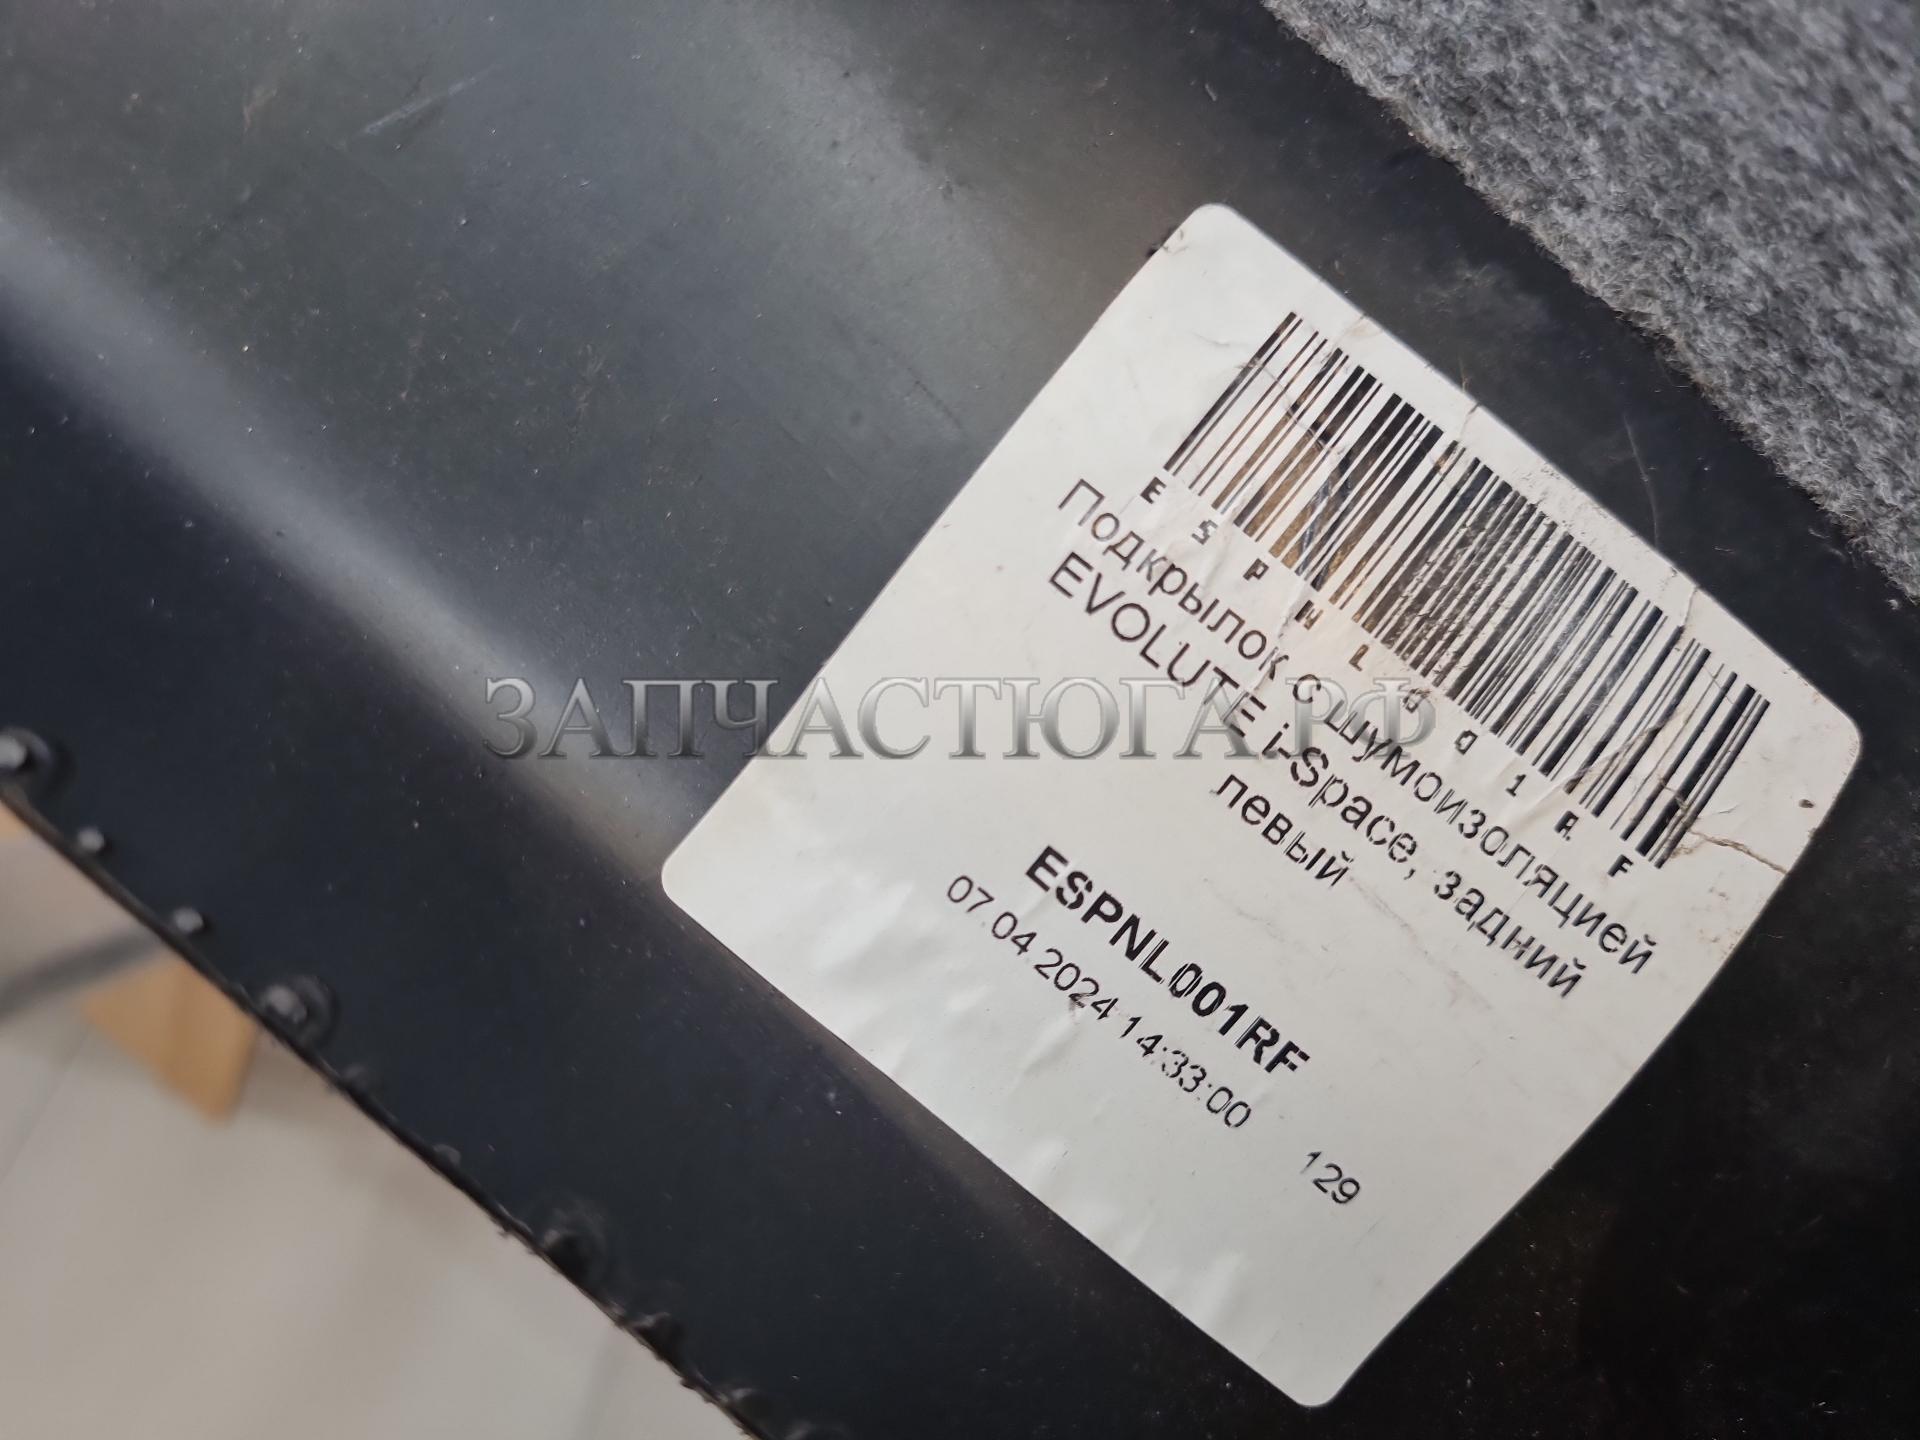 ESPNL001RF
Подкрылок с шумоизоляцией
EVOLUTE i-Space, задний
левый
ESPNL001RF
07.04.2024 14:33:00 129
ЗАПЧАСТЮГА.РФ